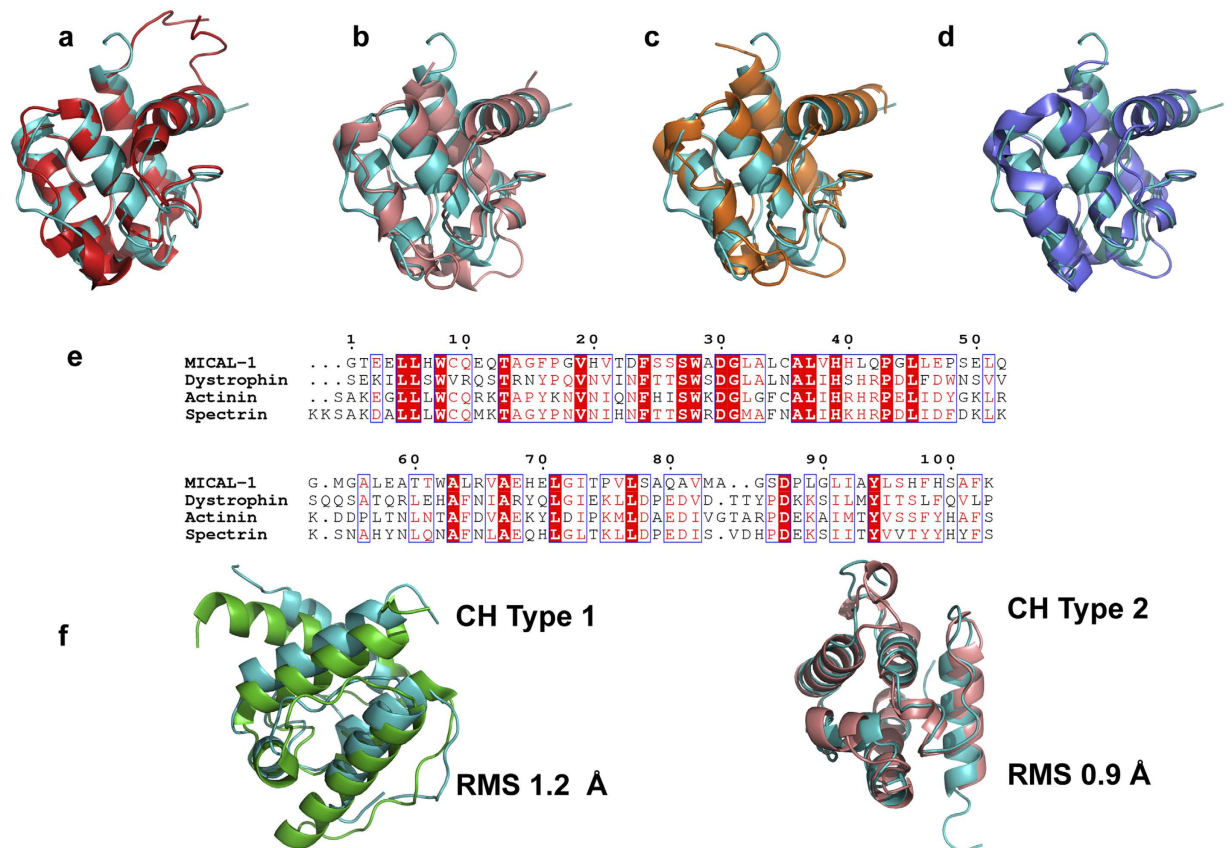 a b c d
e
1 10 20 30 40 50
MICAL-1 ...GTEELLHWCQEQTAGFPGVHVTDFSSSWADGLALCALVHHLQPGLLEPSELQ
Dystrophin ...SEKILLSWVRQSTRNYPQVNVINFTTSWSDGLALNALIHSHRPDLFDWNSVV
Actinin ...SAKEGLLLWCQRKTAPYKNVNIQNFHISWKDGLGFCALIHRHRPELIDYGKLR
Spectrin KKSAKDALLLWCQMKTAGYPNVNIHNFTTSWRDGMAFNALIHKHRPDLIDFDKLK
60 70 80 90 100
MICAL-1 G.MGALEATTWALRVAEHELGITPVLSAQAVMA..GSDPLGLIAYLSHFHSAFK
Dystrophin SQQSATQRLEHAFNIARYQLGIEKLLDPEDVD.TTYPDKKSILMYITSLFQVLP
Actinin K.DDPLTNLNTAFDVAEKYLDIPKMLDAEDIVGTARPDEKAIMTYVSSFYHAFS
Spectrin K.SNAHYNLQNAFNLAEQHLGLTKLLDPEDIS.VDHPDEKSIITYVVTYYHYFS
f
CH Type 1
RMS 1.2 Å
CH Type 2
RMS 0.9 Å